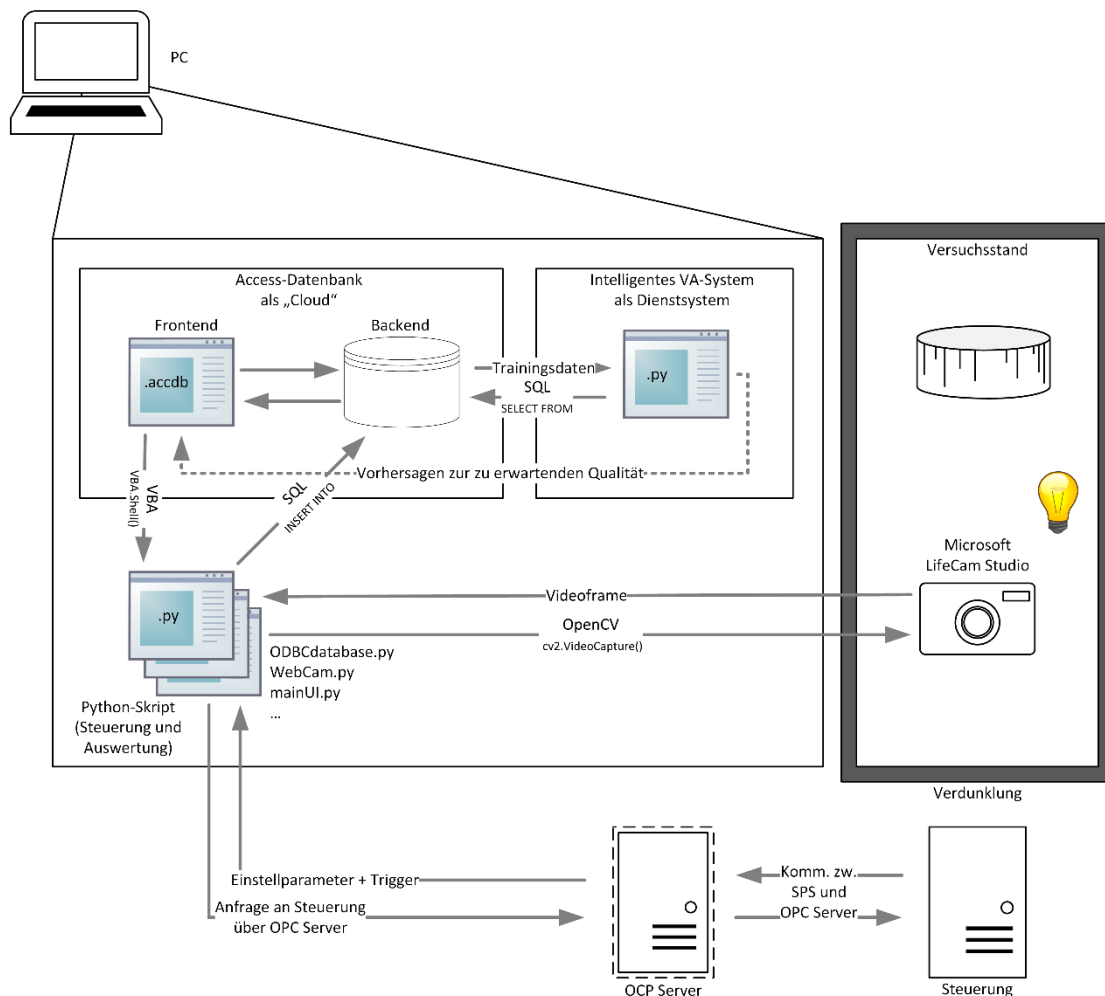 PC
Access-Datenbank
als „Cloud“
Frontend
.accdb
Backend
Intelligentes VA-System
als Dienstsystem
.py
Trainingsdaten
SQL
SELECT FROM
Vorhersagen zur zu erwartenden Qualität
VBA
VBA.Shell()
SQL
INSERT INTO
.py
ODBCdatabase.py
WebCam.py
mainUI.py
...
Python-Skript
(Steuerung und
Auswertung)
Videoframe
OpenCV
cv2.VideoCapture()
Versuchsstand
Microsoft
LifeCam Studio
Verdunklung
Einstellparameter + Trigger
Anfrage an Steuerung
über OPC Server
Komm. zw.
SPS und
OPC Server
OCP Server
Steuerung